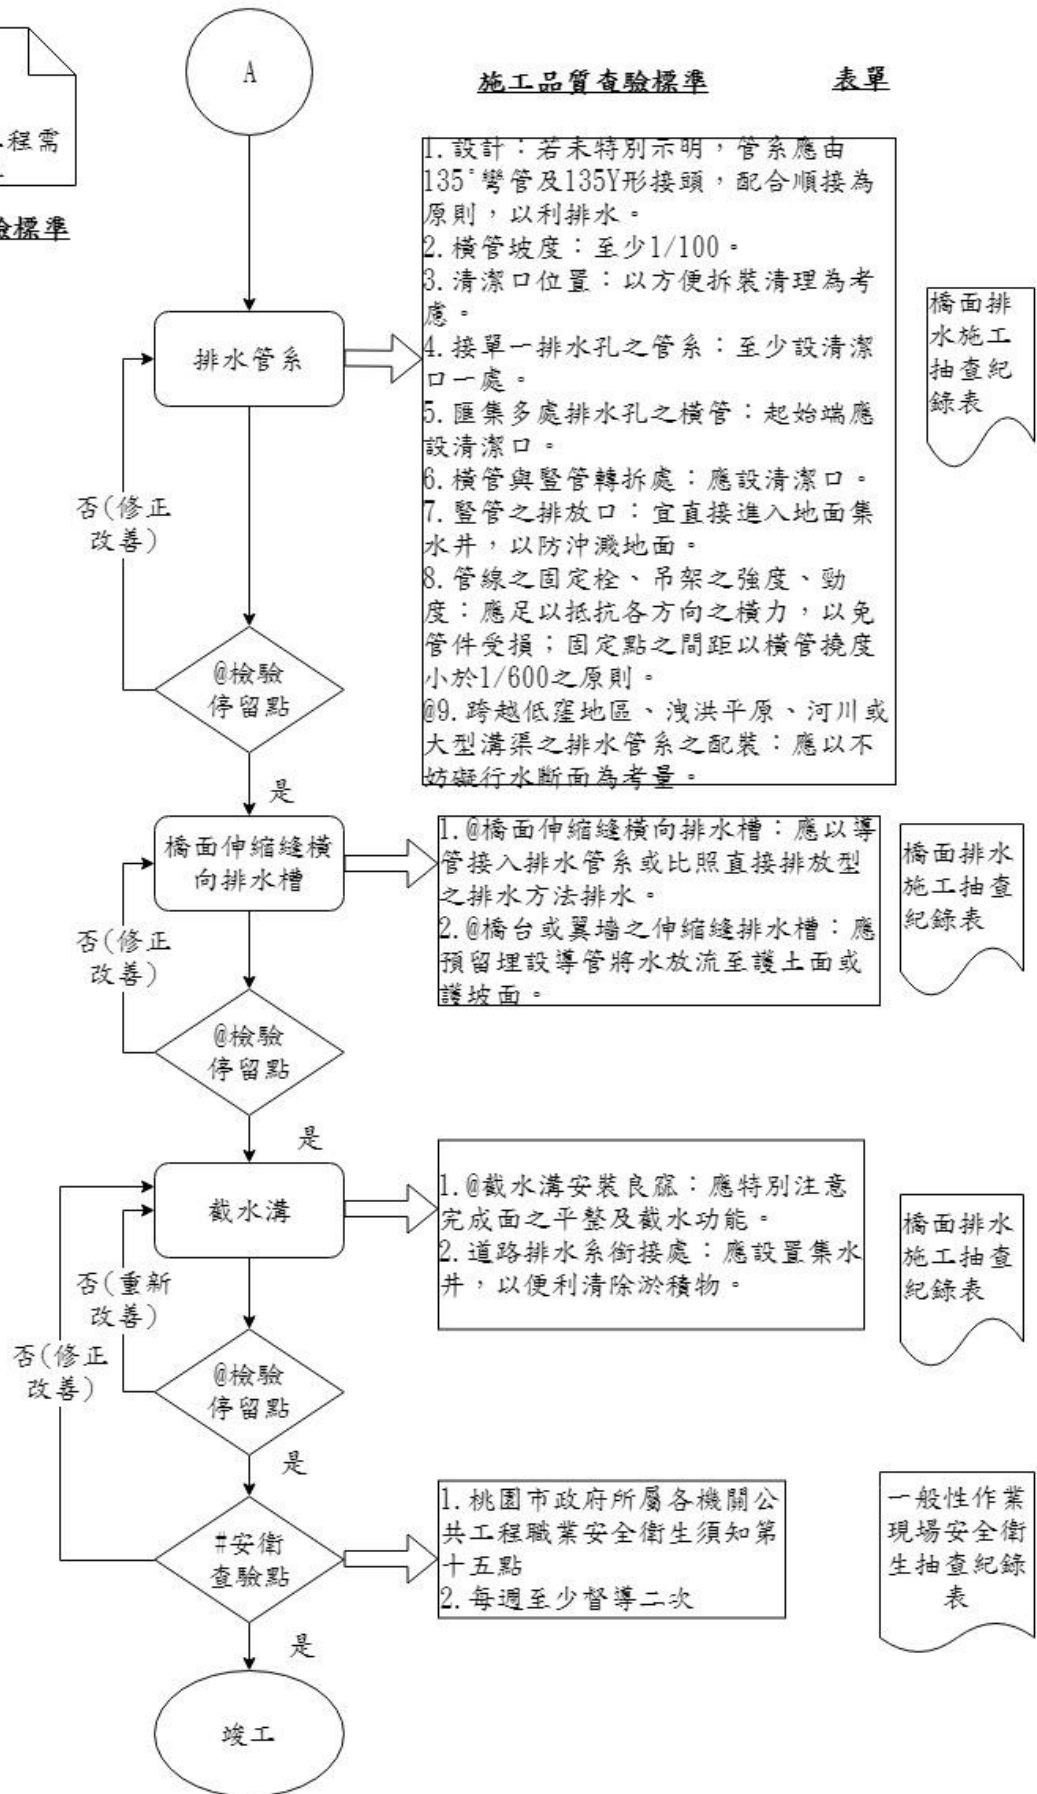 A
施工品質查驗標準
表單
程需
驗標準
1.設計：若未特別示明，管系應由
135°彎管及135Y形接頭，配合順接為
原則，以利排水。
2.橫管坡度：至少1/100。
3.清潔口位置：以方便拆裝清理為考
慮。
4.接單一排水孔之管系：至少設清潔
口一處。
5.匯集多處排水孔之橫管：起始端應
設清潔口。
6.橫管與豎管轉折處：應設清潔口。
7.豎管之排放口：宜直接進入地面集
水井，以防沖濺地面。
8.管線之固定栓、吊架之強度、勁
度：應足以抵抗各方向之橫力，以免
管件受損；固定點之間距以橫管撓度
小於1/600之原則。
@9.跨越低窪地區、洩洪平原、河川或
大型溝渠之排水管系之配裝：應以不
妨礙行水斷面為考量。
橋面排
水施工
抽查紀
錄表
排水管系
否(修正
改善)
@檢驗
停留點
是
橋面伸縮縫橫
向排水槽
1.@橋面伸縮縫橫向排水槽：應以導
管接入排水管系或比照直接排放型
之排水方法排水。
2.@橋台或翼墻之伸縮縫排水槽：應
預留埋設導管將水放流至護土面或
護坡面。
橋面排水
施工抽查
紀錄表
否(修正
改善)
@檢驗
停留點
是
截水溝
1.@截水溝安裝良窳：應特別注意
完成面之平整及截水功能。
2.道路排水系銜接處：應設置集水
井，以便利清除淤積物。
橋面排水
施工抽查
紀錄表
否(重新
改善)
否(修正
改善)
@檢驗
停留點
是
#安衛
查驗點
1.桃園市政府所屬各機關公
共工程職業安全衛生須知第
十五點
2.每週至少督導二次
一般性作業
現場安全衛
生抽查紀錄
表
是
竣工